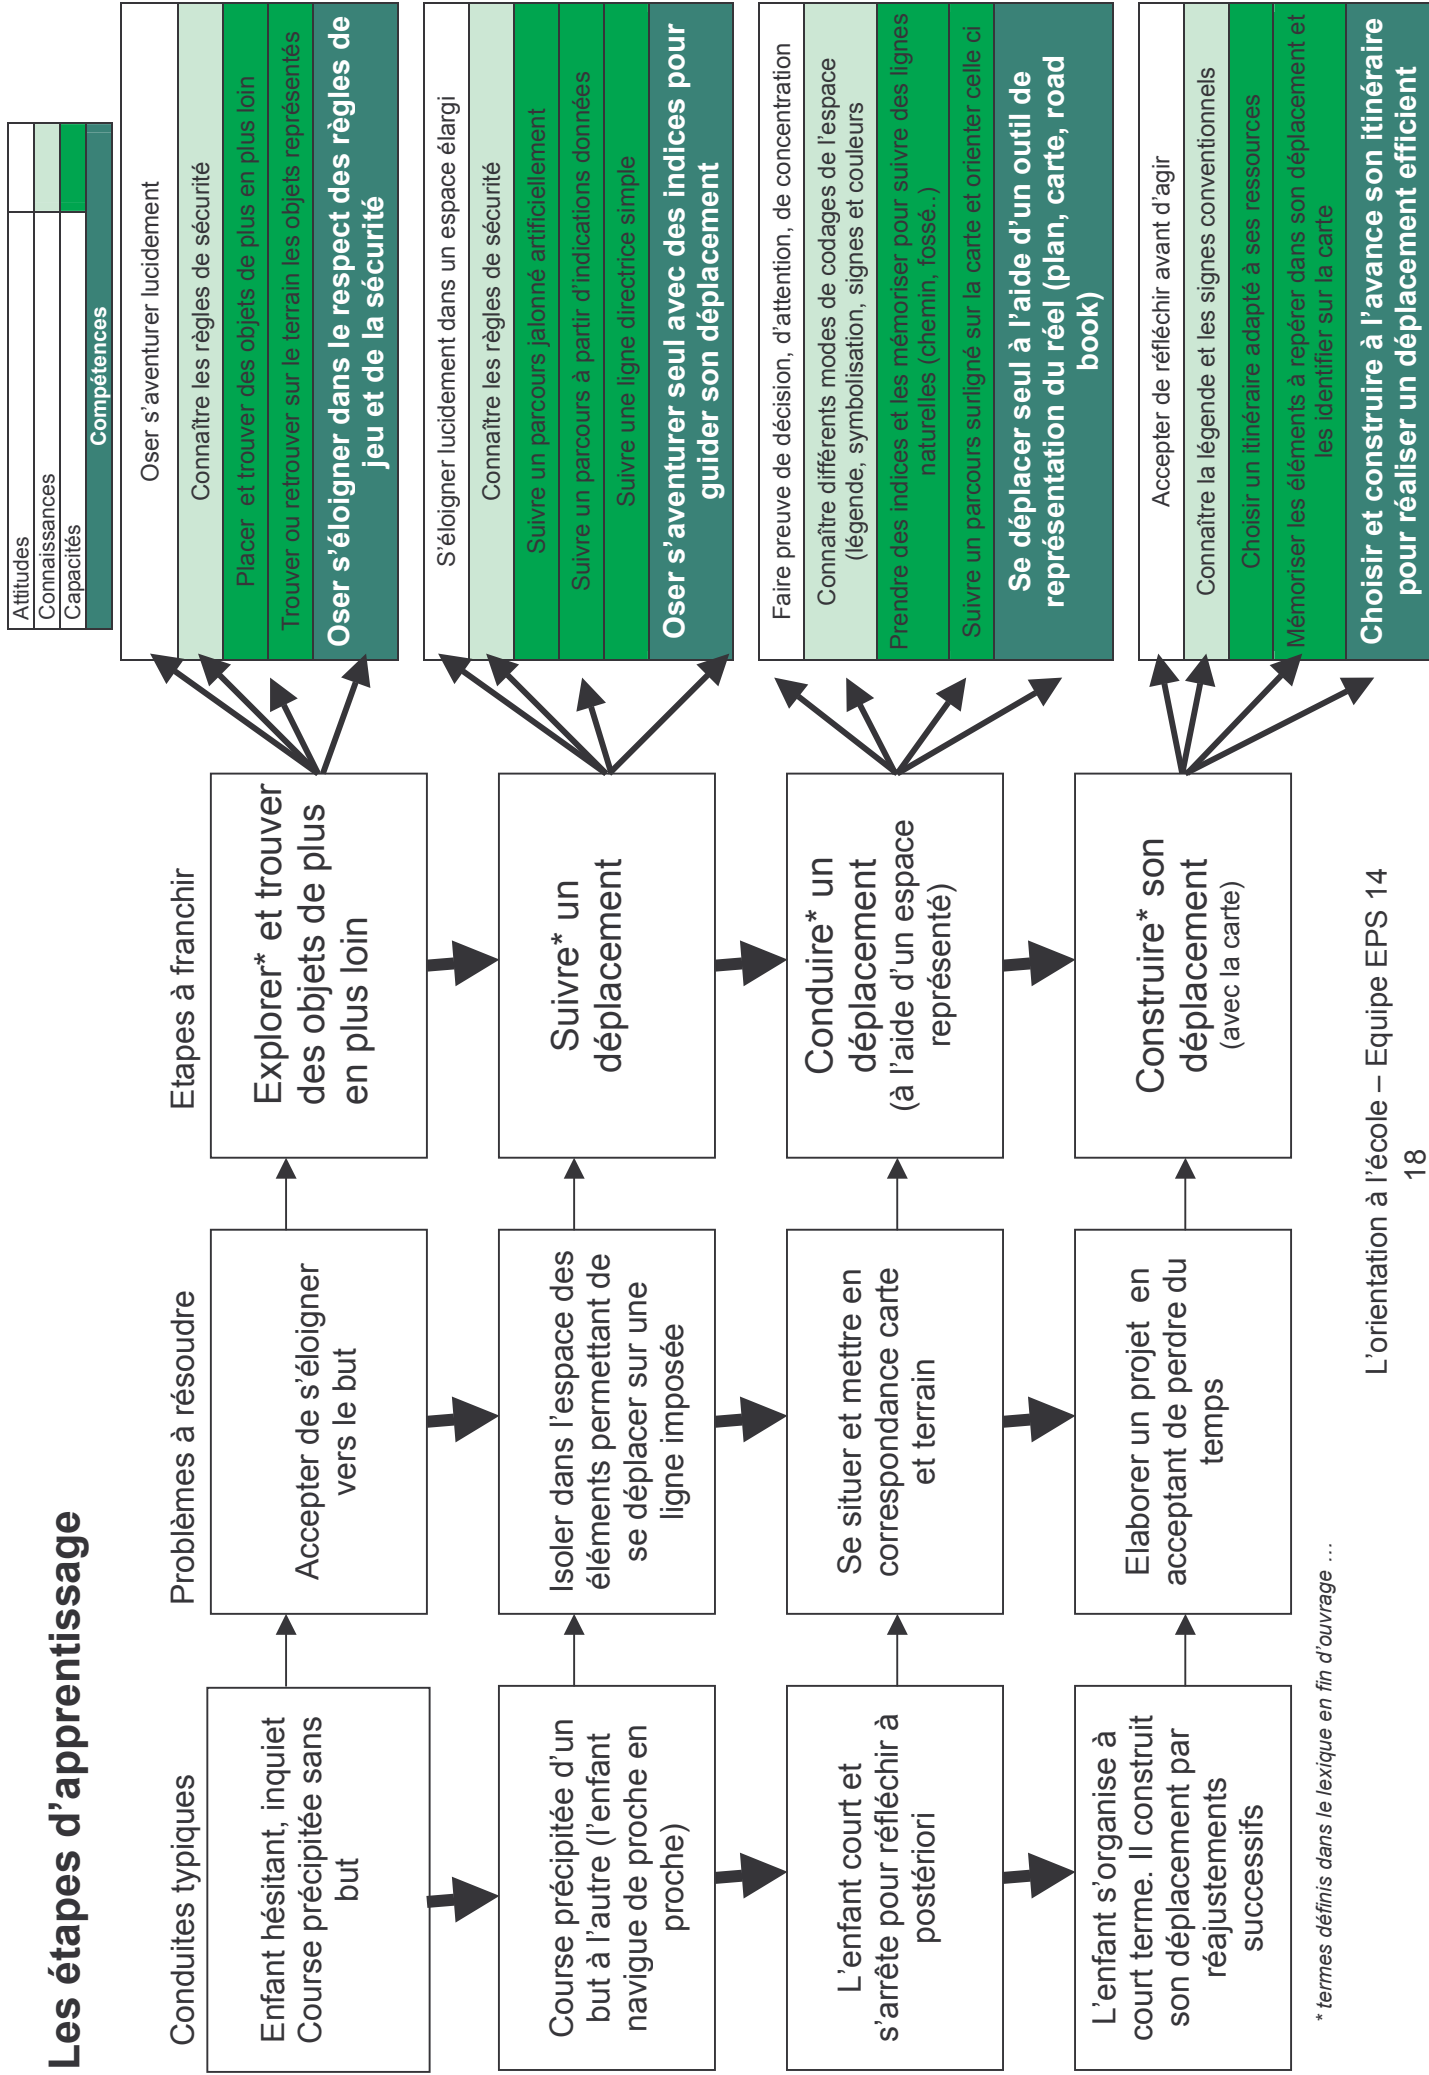 Les étapes d’apprentissage
Attitudes
Connaissances
Capacités
Compétences
Conduites typiques
Problèmes à résoudre
Etapes à franchir
Enfant hésitant, inquiet
Course précipitée sans
but
Accepter de s’éloigner
vers le but
Explorer* et trouver
des objets de plus
en plus loin
Oser s’aventurer lucidement
Connaître les règles de sécurité
Placer et trouver des objets de plus en plus loin
Trouver ou retrouver sur le terrain les objets représentés
Oser s’éloigner dans le respect des règles de
jeu et de la sécurité
Course précipitée d’un
but à l’autre (l’enfant
navigue de proche en
proche)
Isoler dans l’espace des
éléments permettant de
se déplacer sur une
ligne imposée
Suivre* un
déplacement
S’éloigner lucidement dans un espace élargi
Connaître les règles de sécurité
Suivre un parcours jalonné artificiellement
Suivre un parcours à partir d’indications données
Suivre une ligne directrice simple
Oser s’aventurer seul avec des indices pour
guider son déplacement
L’enfant court et
s’arrête pour réfléchir à
postériori
Se situer et mettre en
correspondance carte
et terrain
Conduire* un
déplacement
(à l’aide d’un espace
représenté)
Faire preuve de décision, d’attention, de concentration
Connaître différents modes de codages de l’espace
(légende, symbolisation, signes et couleurs
Prendre des indices et les mémoriser pour suivre des lignes
naturelles (chemin, fossé..)
Suivre un parcours surligné sur la carte et orienter celle ci
Se déplacer seul à l’aide d’un outil de
représentation du réel (plan, carte, road
book)
L’enfant s’organise à
court terme. Il construit
son déplacement par
réajustements
successifs
Elaborer un projet en
acceptant de perdre du
temps
Construire* son
déplacement
(avec la carte)
Accepter de réfléchir avant d’agir
Connaître la légende et les signes conventionnels
Choisir un itinéraire adapté à ses ressources
Mémoriser les éléments à repérer dans son déplacement et
les identifier sur la carte
Choisir et construire à l’avance son itinéraire
pour réaliser un déplacement efficient
* termes définis dans le lexique en fin d’ouvrage …
L’orientation à l’école – Equipe EPS 14
18